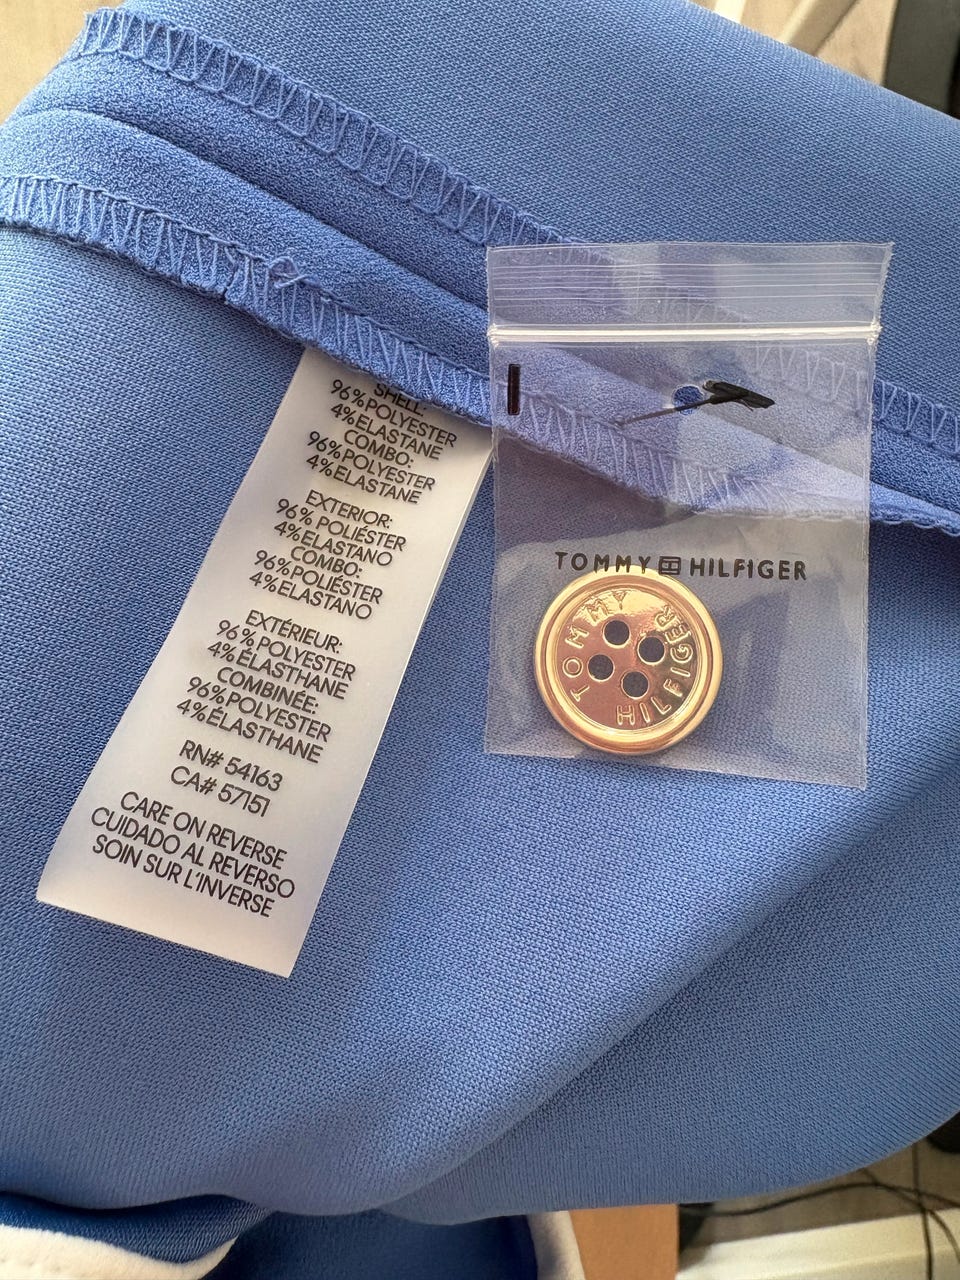 SHELL:
96%POLYESTER
4%ELASTANE
COMBO:
96%POLYESTER
4%ELASTANE
EXTERIOR:
96% POLIÉSTER
4%ELASTANO
COMBO:
96%POLIÉSTER
4%ELASTANO
EXTÉRIEUR:
96% POLYESTER
4% ÉLASTHANE
COMBINÉE:
96%POLYESTER
4%ÉLASTHANE
RN# 54163
CA# 57151
CARE ON REVERSE
CUIDADO AL REVERSO
SOIN SUR L'INVERSE
TOMMY HILFIGER
TOMMY
HILFIGER